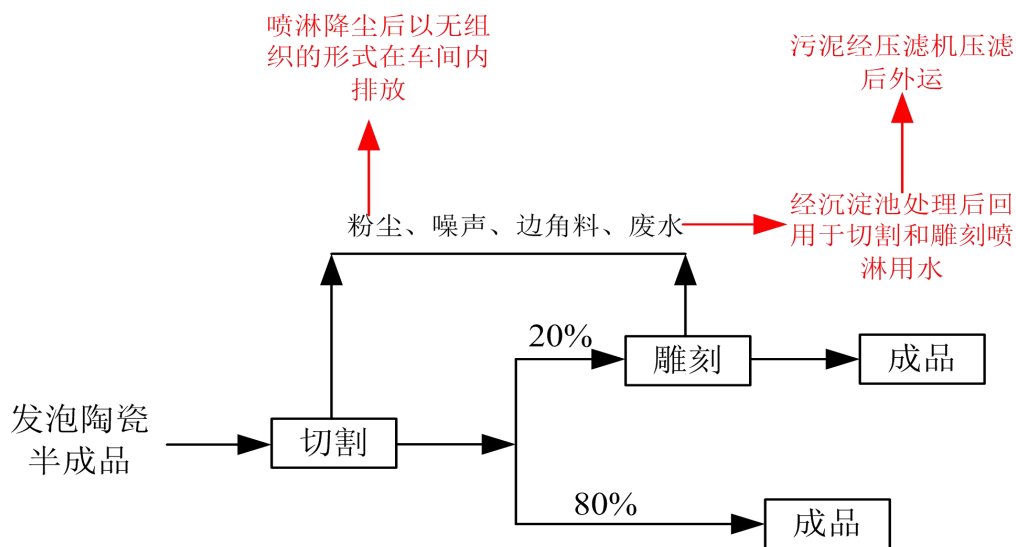 喷淋降尘后以无组
织的形式在车间内
排放
污泥经压滤机压滤
后外运
粉尘、噪声、边角料、废水
经沉淀池处理后回
用于切割和雕刻喷
淋用水
20%
雕刻
成品
发泡陶瓷
半成品
切割
80%
成品